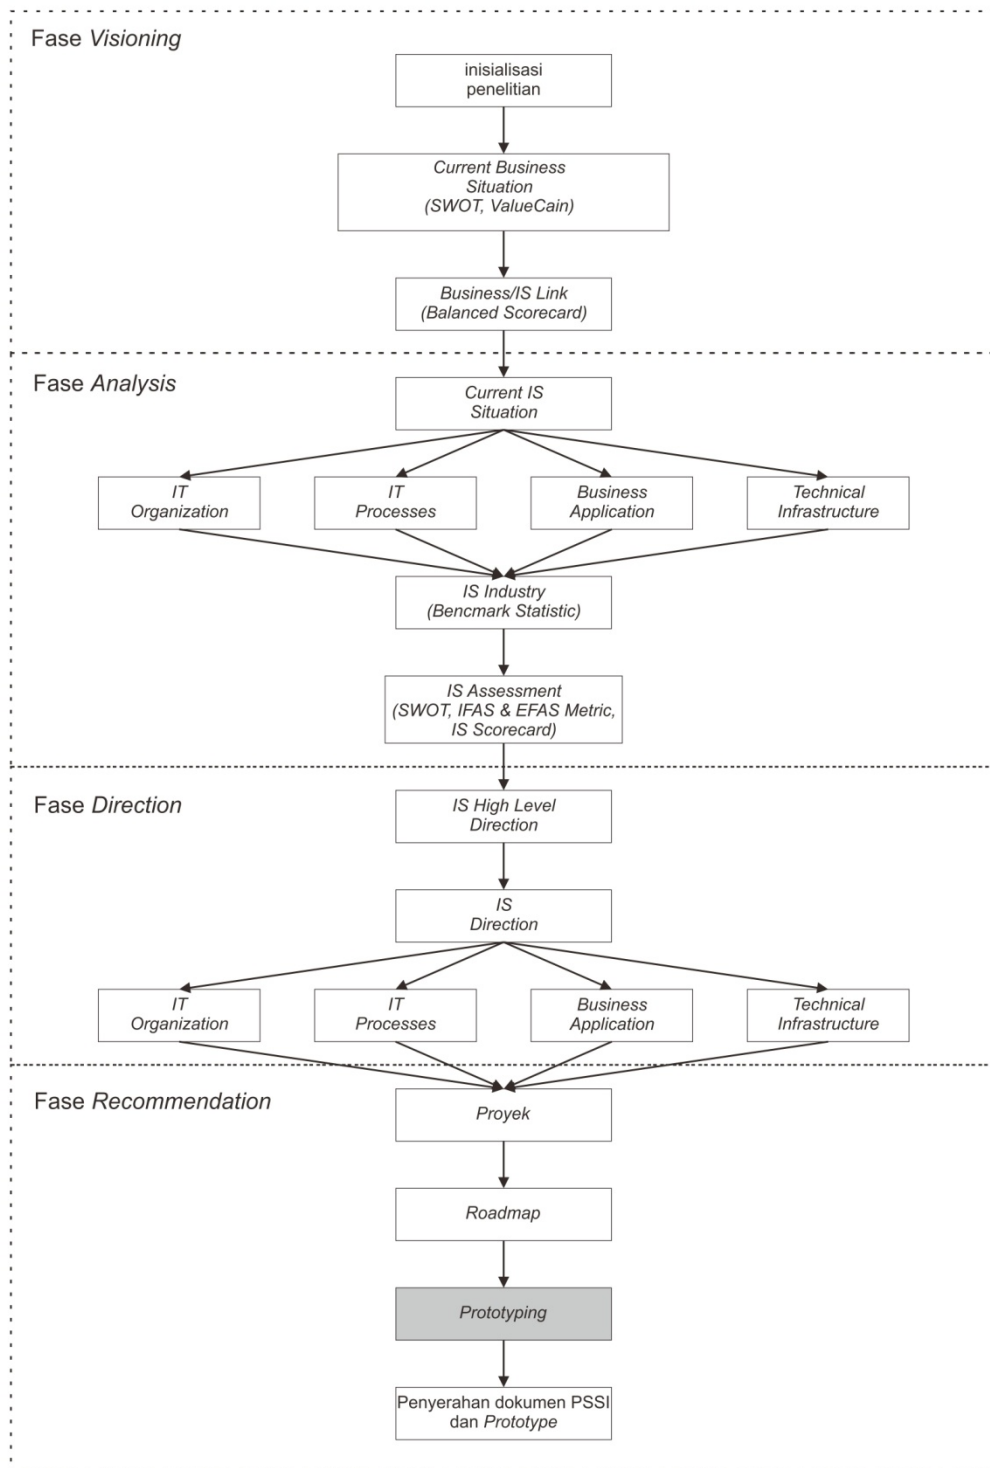 Fase Visioning
inisialisasi
penelitian
Current Business
Situation
(SWOT, ValueCain)
Business/IS Link
(Balanced Scorecard)
Fase Analysis
Current IS
Situation
IT
Organization
IT
Processes
Business
Application
Technical
Infrastructure
IS Industry
(Bencmark Statistic)
IS Assessment
(SWOT, IFAS & EFAS Metric,
IS Scorecard)
Fase Direction
IS High Level
Direction
IS
Direction
IT
Organization
IT
Processes
Business
Application
Technical
Infrastructure
Fase Recommendation
Proyek
Roadmap
Prototyping
Penyerahan dokumen PSSI
dan Prototype